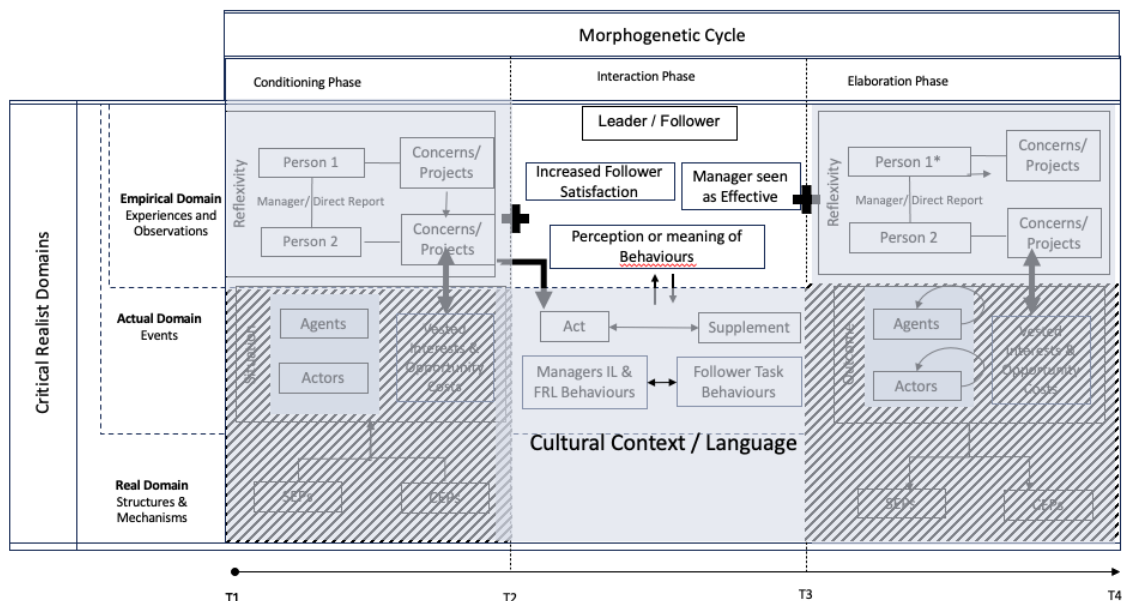 Morphogenetic Cycle
Conditioning Phase
Interaction Phase
Elaboration Phase
Critical Realist Domains
Empirical Domain
Experiences and
Observations
Actual Domain
Events
Real Domain
Structures &
Mechanisms
Reflexivity
Person 1
Manager/ Direct Report
Person 2
Concerns/
Projects
Concerns/
Projects
Situation
Agents
Actors
Vested
Interests &
Opportunity
Costs
SEPs
CEPs
Leader / Follower
Increased Follower
Satisfaction
Manager seen
as Effective
Perception or meaning of
Behaviours
Act
Supplement
Managers IL &
FRL Behaviours
Follower Task
Behaviours
Cultural Context / Language
Reflexivity
Person 1*
Manager/ Direct Report
Person 2
Concerns/
Projects
Concerns/
Projects
Outcome
Agents
Actors
Vested
Interests &
Opportunity
Costs
SEPs
CEPs
T1
T2
T3
T4